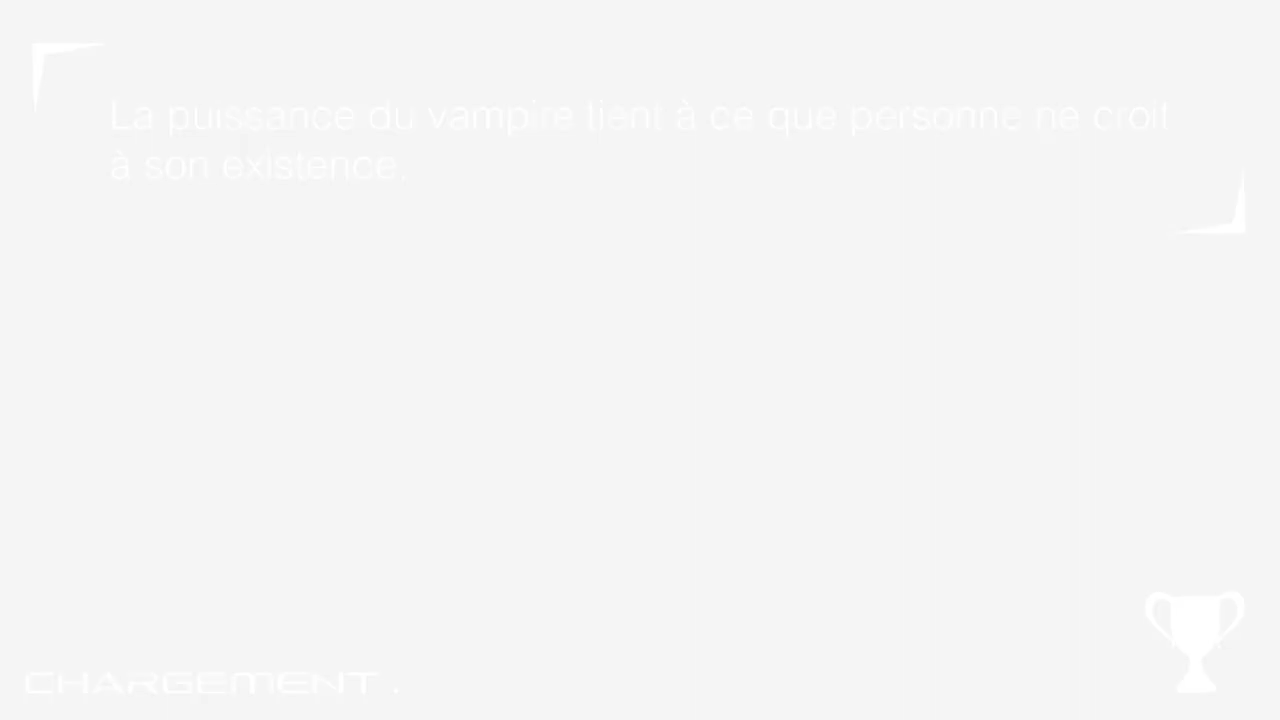 La puissance du vampire tient à ce que personne ne croit
à son existence.
CHARGEMENT .